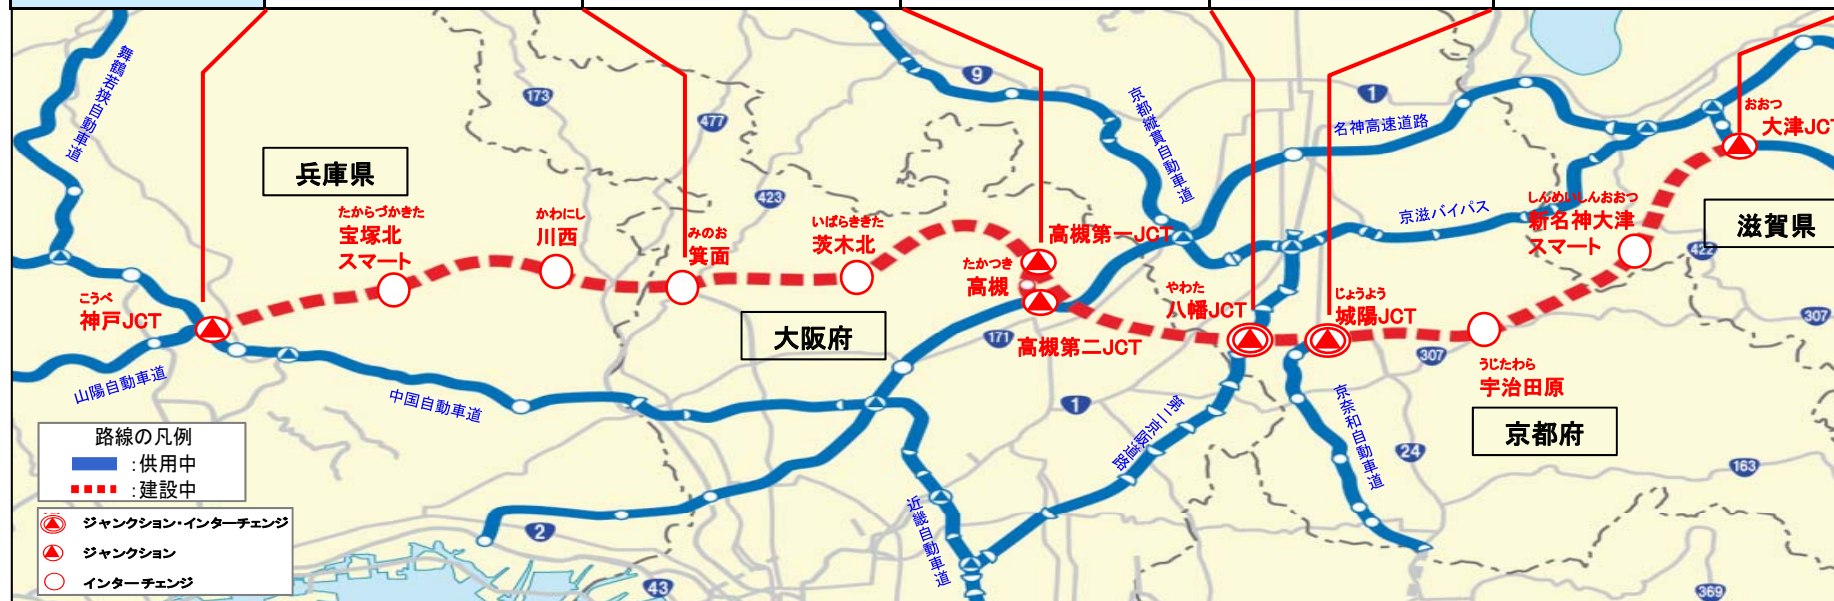 舞鶴若狭自動車道
173
477
9
京都縦貫自動車道
1
名神高速道路
おおつ
大津JCT
兵庫県
423
たからづかきた
宝塚北
スマート
かわにし
川西
みのお
箕面
いばらききた
茨木北
高槻第一JCT
たかつき
高槻
京滋バイパス
しんめいしんおおつ
新名神大津
スマート
滋賀県
422
こうべ
神戸JCT
大阪府
171
高槻第二JCT
やわた
八幡JCT
じょうよう
城陽JCT
307
307
うじたわら
宇治田原
山陽自動車道
中国自動車道
1
第二京阪道路
京奈和自動車道
24
京都府
163
路線の凡例
:供用中
:建設中
ジャンクション・インターチェンジ
ジャンクション
インターチェンジ
2
43
近畿自動車道
369